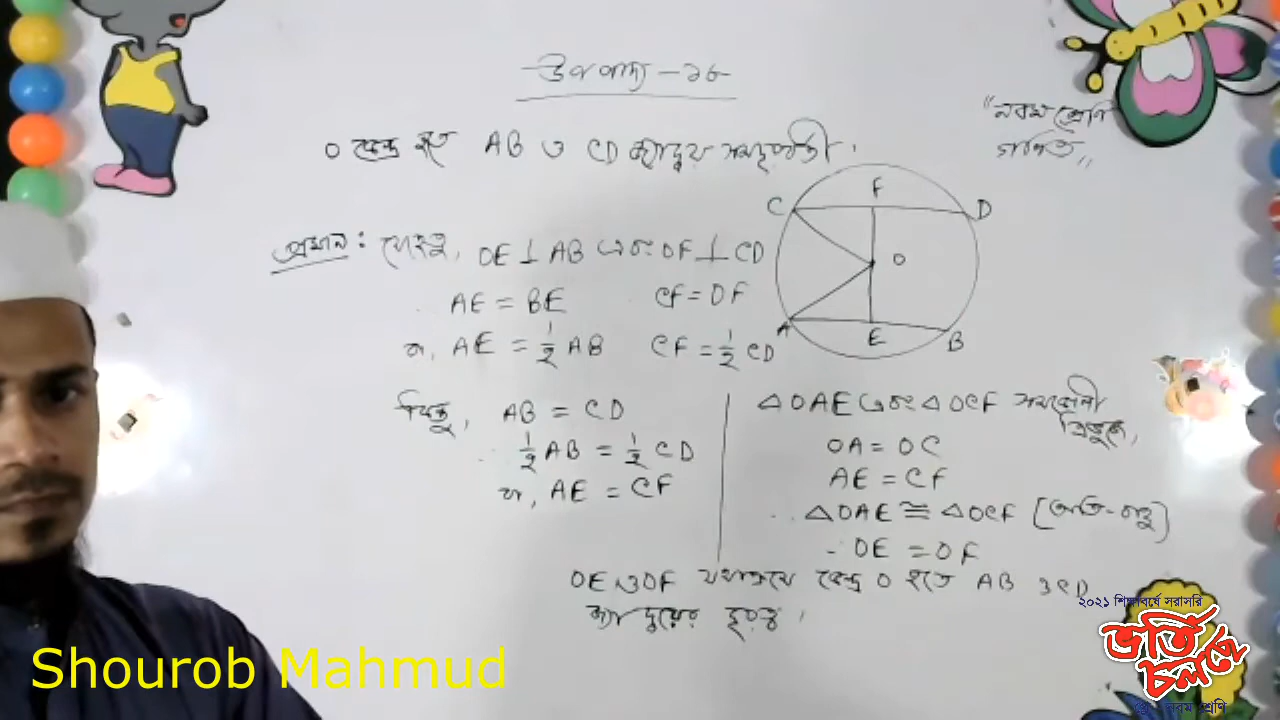 উপপাদ্য - ১৮
"নবম শ্রেণি
গণিত"
O কেন্দ্র হতে AB ও CD জ্যাদ্বয় সমদূরবর্তী।
C F D
O
A E B
প্রমাণ: যেহেতু, OE ⊥ AB এবং OF ⊥ CD
AE = BE CF = DF
বা, AE = 1/2 AB CF = 1/2 CD
কিন্তু, AB = CD
∴ 1/2 AB = 1/2 CD
বা, AE = CF
△OAE এবং △OCF সমকোণী
ত্রিভুজে,
OA = OC
AE = CF
∴ △OAE ≅ △OCF [অতি-বাহু]
∴ OE = OF
OE ও OF যথাক্রমে কেন্দ্র O হতে AB ও CD
জ্যা দ্বয়ের দূরত্ব।
Shourob Mahmud
২০২১ শিক্ষাবর্ষে সরাসরি
ভর্তি
চলছে
নবম শ্রেণি